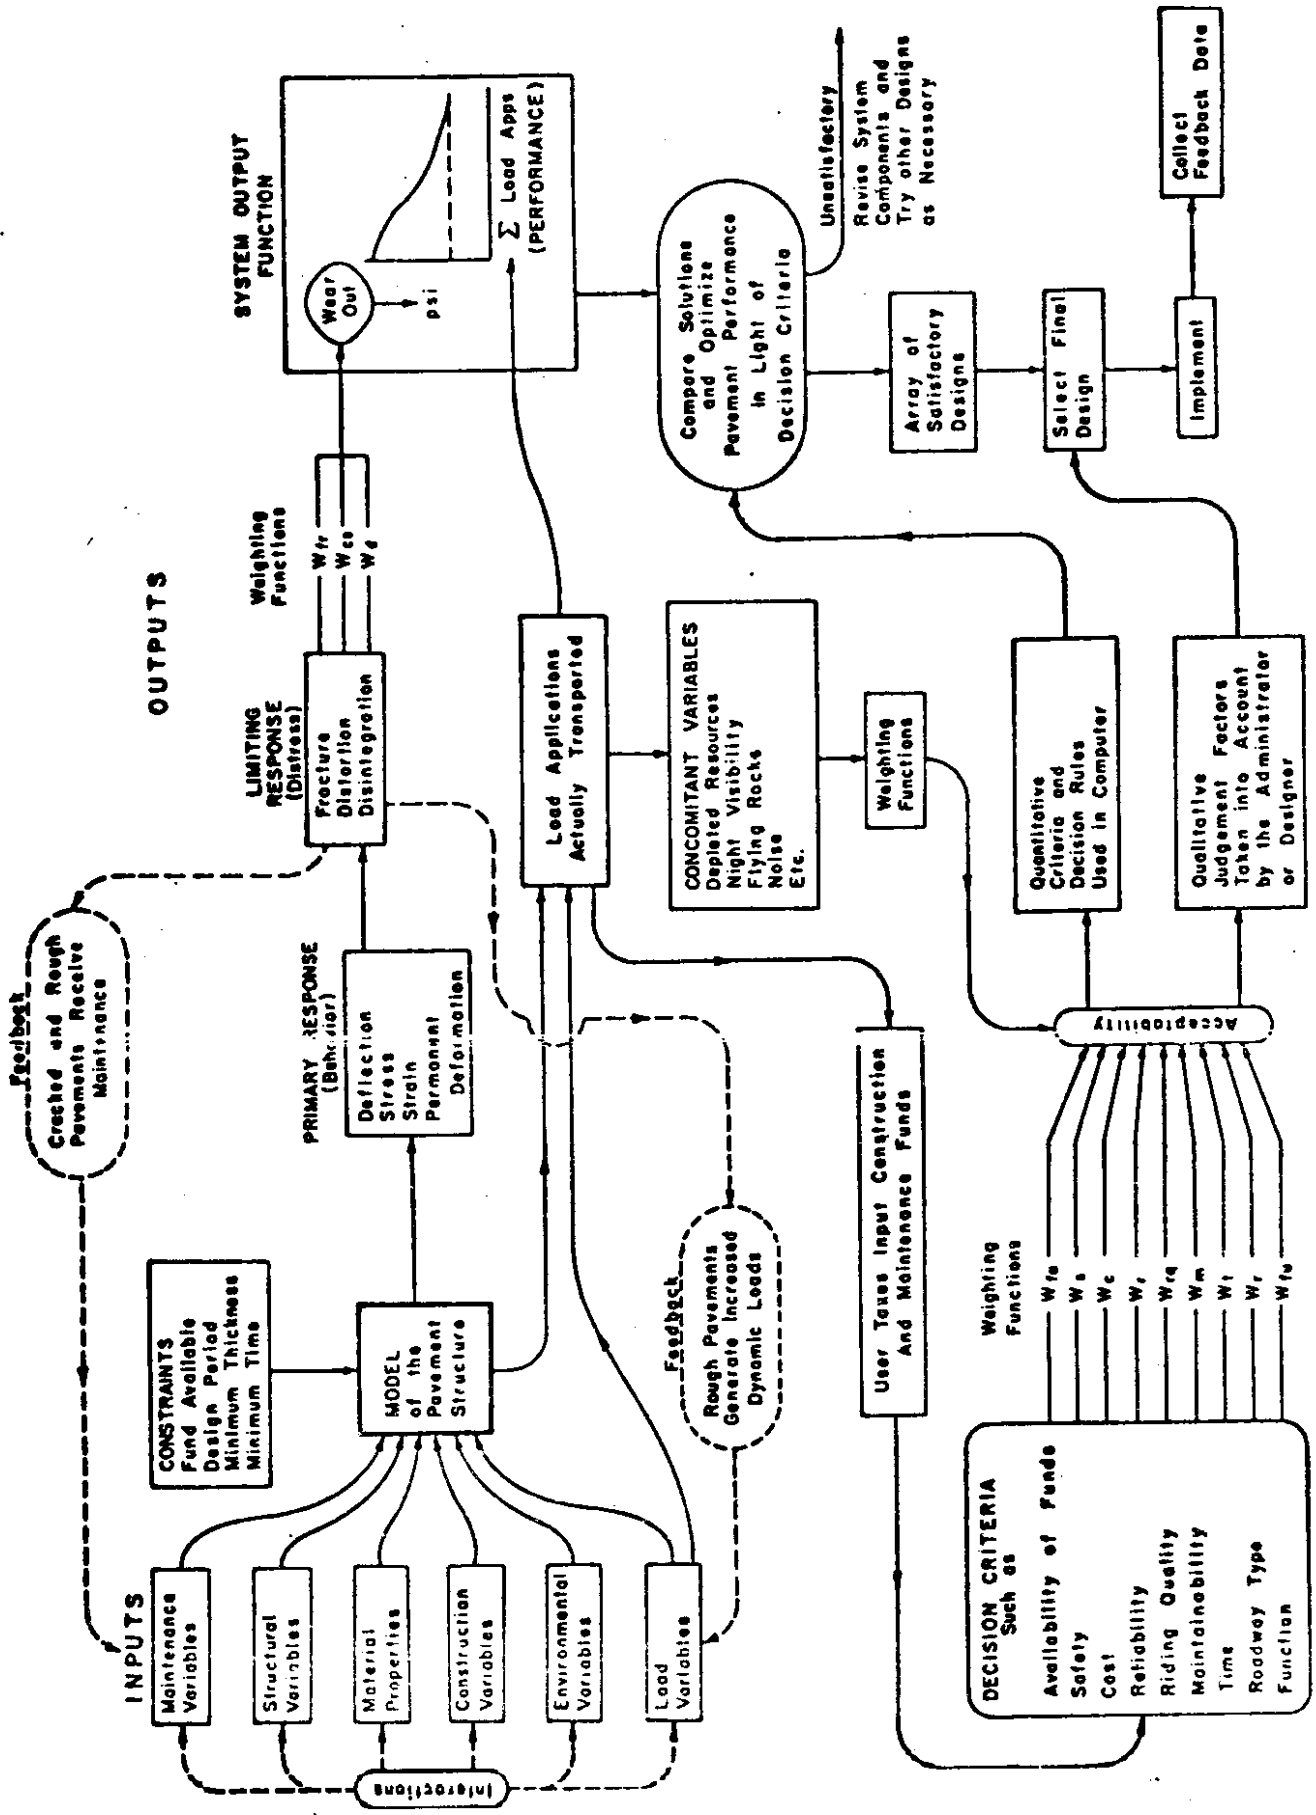 INPUTS
Maintenance
Variables
Structural
Variables
Material
Properties
Construction
Variables
Environmental
Variables
Load
Variables
Interactions
Feedback
Cracked and Rough
Pavements Receive
Maintenance
CONSTRAINTS
Fund Available
Design Period
Minimum Thickness
Minimum Time
MODEL
of the
Pavement
Structure
PRIMARY RESPONSE
(Behavior)
Deflection
Stress
Strain
Permanent
Deformation
Feedback
Rough Pavements
Generate Increased
Dynamic Loads
OUTPUTS
LIMITING
RESPONSE
(Distress)
Fracture
Distortion
Disintegration
Weighting
Functions
Wfr
Wco
Wd
SYSTEM OUTPUT
FUNCTION
Wear
Out
psi
Σ Load Apps
(PERFORMANCE)
Load Applications
Actually Transported
CONCOMITANT VARIABLES
Depleted Resources
Night Visibility
Flying Rocks
Noise
Etc.
Weighting
Functions
User Taxes Input Construction
And Maintenance Funds
DECISION CRITERIA
Such as
Availability of Funds
Safety
Cost
Reliability
Riding Quality
Maintainability
Time
Roadway Type
Function
Weighting
Functions
Wfa
Ws
Wc
Wr
Wrq
Wm
Wt
Wr
Wfu
Acceptability
Quantitative
Criteria and
Decision Rules
Used in Computer
Qualitative
Judgement Factors
Taken into Account
by the Administrator
or Designer
Compare Solutions
and Optimize
Pavement Performance
in Light of
Decision Criteria
Unsatisfactory
Revise System
Components and
Try other Designs
as Necessary
Array of
Satisfactory
Designs
Select Final
Design
Implement
Collect
Feedback Data